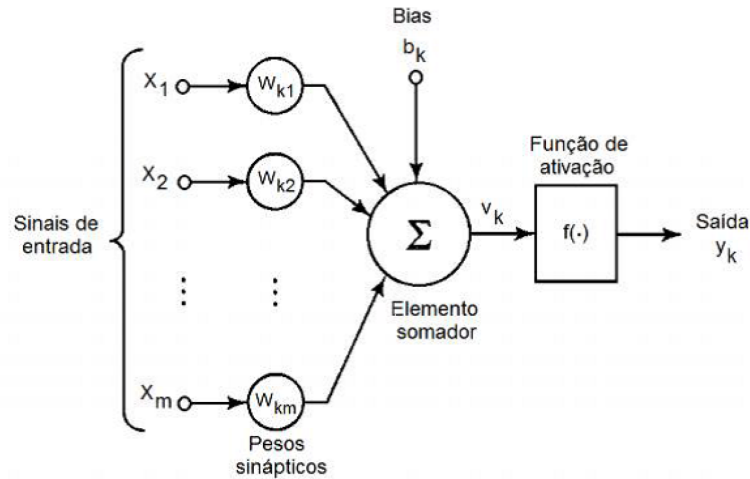 Bias
b_k
X_1
W_k1
X_2
W_k2
Sinais de
entrada
Σ
v_k
Função de
ativação
f(·)
Saída
y_k
Elemento
somador
X_m
W_km
Pesos
sinápticos